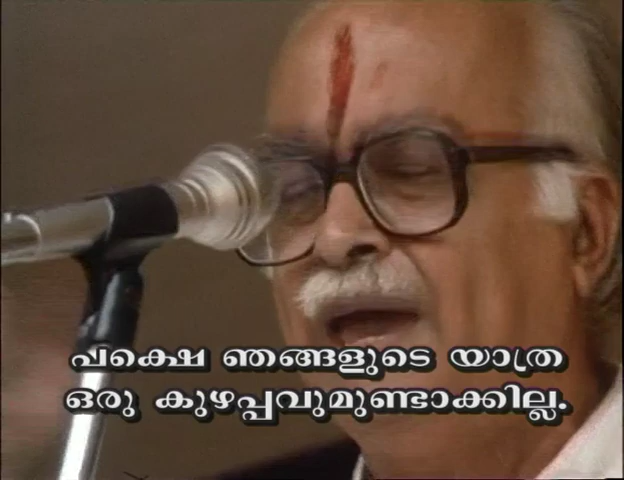 പക്ഷെ ഞങ്ങളുടെ യാത്ര
ഒരു കുഴപ്പവുമുണ്ടാക്കില്ല.